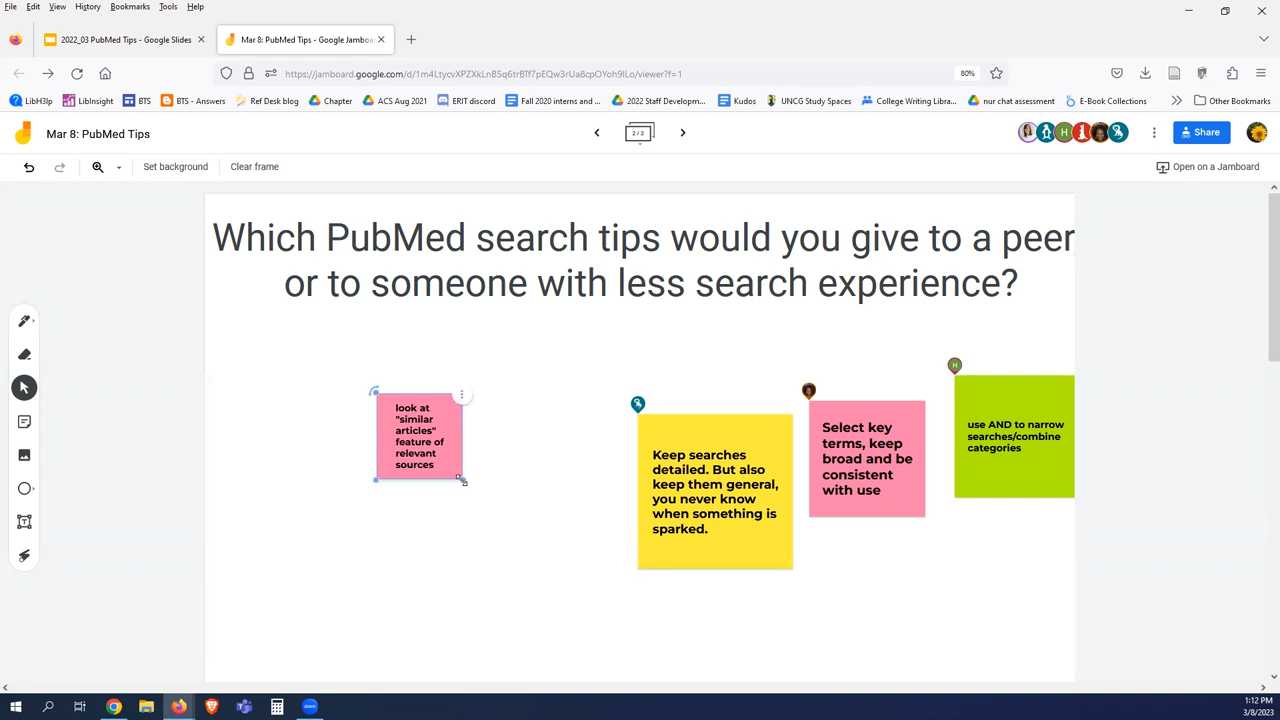 File Edit View History Bookmarks Tools Help
2022_03 PubMed Tips - Google Slides
Mar 8: PubMed Tips - Google Jamboa
https://jamboard.google.com/d/1m4LtycvXPZXkLnB5q6trBTf7pEQw3rUa8cpOYoh9ILo/viewer?f=1
80%
LibH3lp LibInsight BTS BTS - Answers Ref Desk blog Chapter ACS Aug 2021 ERIT discord Fall 2020 interns and ... 2022 Staff Developm... Kudos UNCG Study Spaces College Writing Libra... nur chat assessment E-Book Collections Other Bookmarks
Mar 8: PubMed Tips
2 / 3
H
Share
Set background Clear frame
Open on a Jamboard
Which PubMed search tips would you give to a peer,
or to someone with less search experience?
look at
"similar
articles"
feature of
relevant
sources
Keep searches
detailed. But also
keep them general,
you never know
when something is
sparked.
Select key
terms, keep
broad and be
consistent
with use
H
use AND to narrow
searches/combine
categories
zoom
1:12 PM
3/8/2023